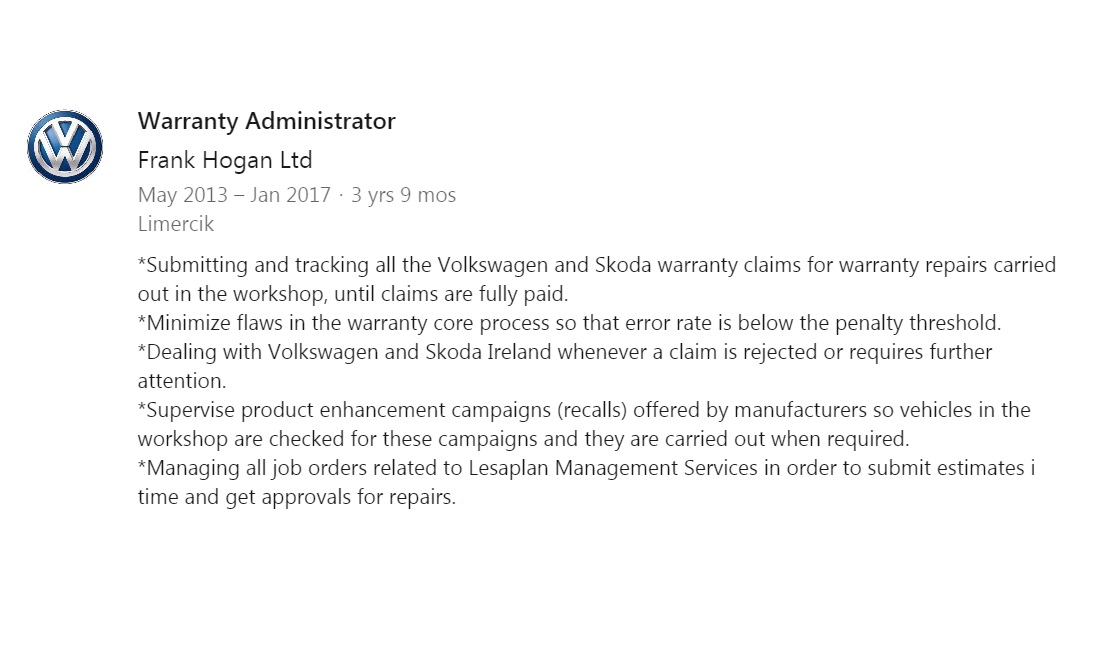 Warranty Administrator
Frank Hogan Ltd
May 2013 – Jan 2017 · 3 yrs 9 mos
Limercik
*Submitting and tracking all the Volkswagen and Skoda warranty claims for warranty repairs carried
out in the workshop, until claims are fully paid.
*Minimize flaws in the warranty core process so that error rate is below the penalty threshold.
*Dealing with Volkswagen and Skoda Ireland whenever a claim is rejected or requires further
attention.
*Supervise product enhancement campaigns (recalls) offered by manufacturers so vehicles in the
workshop are checked for these campaigns and they are carried out when required.
*Managing all job orders related to Lesaplan Management Services in order to submit estimates i
time and get approvals for repairs.